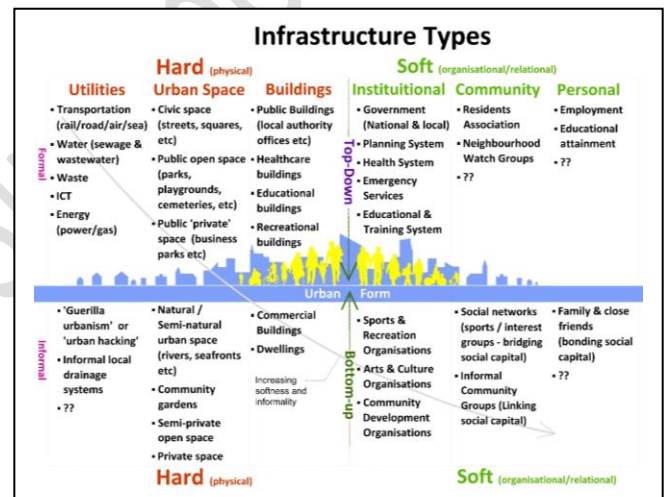 Infrastructure Types
Hard (physical)
Soft (organisational/relational)
Utilities
▪ Transportation
(rail/road/air/sea)
▪ Water (sewage &
wastewater)
▪ Waste
▪ ICT
▪ Energy
(power/gas)
Urban Space
▪ Civic space
(streets, squares,
etc)
▪ Public open space
(parks,
playgrounds,
cemeteries, etc)
▪ Public 'private'
space (business
parks etc)
Buildings
▪ Public Buildings
(local authority
offices etc)
▪ Healthcare
buildings
▪ Educational
buildings
▪ Recreational
buildings
Instituitional
▪ Government
(National & local)
▪ Planning System
▪ Health System
▪ Emergency
Services
▪ Educational &
Training System
Community
▪ Residents
Association
▪ Neighbourhood
Watch Groups
▪ ??
Personal
▪ Employment
▪ Educational
attainment
▪ ??
Formal
Top-Down
Urban Form
Informal
Bottom-up
▪ 'Guerilla
urbanism' or
'urban hacking'
▪ Informal local
drainage
systems
▪ ??
▪ Natural /
Semi-natural
urban space
(rivers, seafronts
etc)
▪ Community
gardens
▪ Semi-private
open space
▪ Private space
▪ Commercial
Buildings
▪ Dwellings
Increasing
softness and
informality
▪ Sports &
Recreation
Organisations
▪ Arts & Culture
Organisations
▪ Community
Development
Organisations
▪ Social networks
(sports / interest
groups - bridging
social capital)
▪ Informal
Community
Groups (Linking
social capital)
▪ Family & close
friends
(bonding social
capital)
▪ ??
Hard (physical)
Soft (organisational/relational)